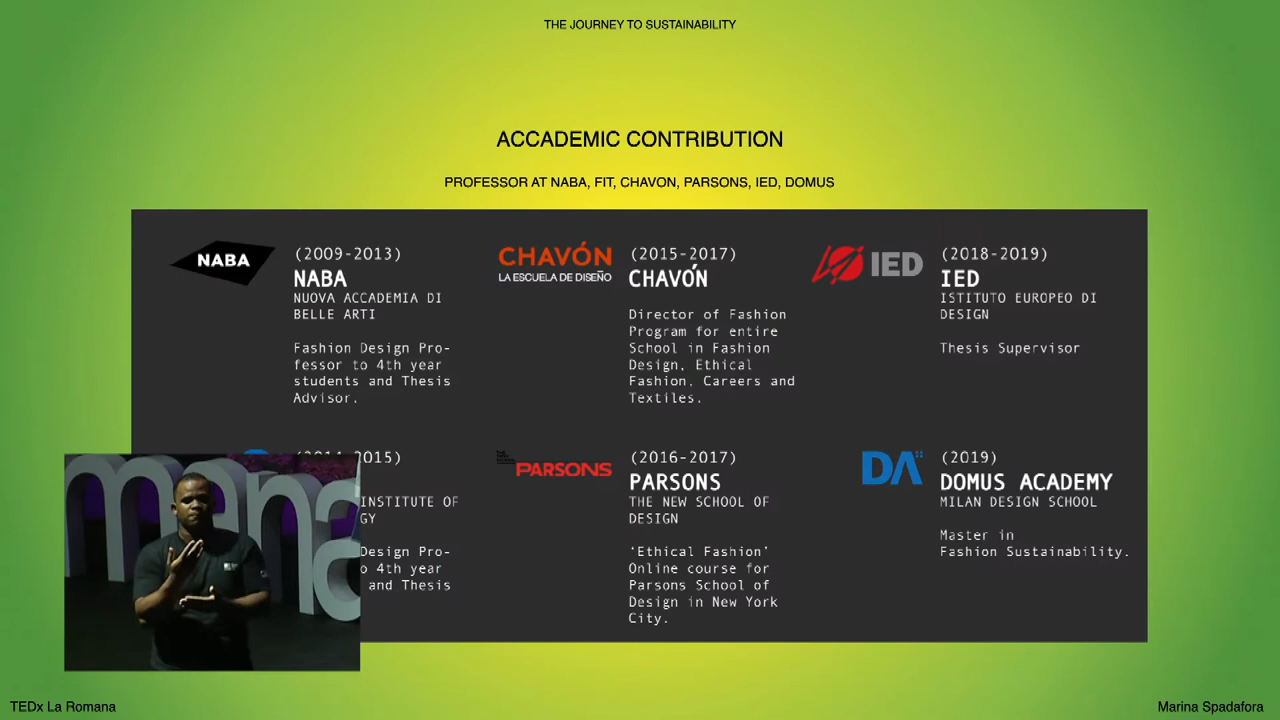 THE JOURNEY TO SUSTAINABILITY
ACCADEMIC CONTRIBUTION
PROFESSOR AT NABA, FIT, CHAVON, PARSONS, IED, DOMUS
NABA
(2009-2013)
NABA
NUOVA ACCADEMIA DI
BELLE ARTI
Fashion Design Pro-
fessor to 4th year
students and Thesis
Advisor.
CHAVÓN
LA ESCUELA DE DISEÑO
(2015-2017)
CHAVÓN
Director of Fashion
Program for entire
School in Fashion
Design, Ethical
Fashion, Careers and
Textiles.
IED
(2018-2019)
IED
ISTITUTO EUROPEO DI
DESIGN
Thesis Supervisor
(2014-2015)
INSTITUTE OF
GY
Design Pro-
o 4th year
and Thesis
PARSONS
(2016-2017)
PARSONS
THE NEW SCHOOL OF
DESIGN
‘Ethical Fashion’
Online course for
Parsons School of
Design in New York
City.
DA
(2019)
DOMUS ACADEMY
MILAN DESIGN SCHOOL
Master in
Fashion Sustainability.
mana
TEDx La Romana
Marina Spadafora